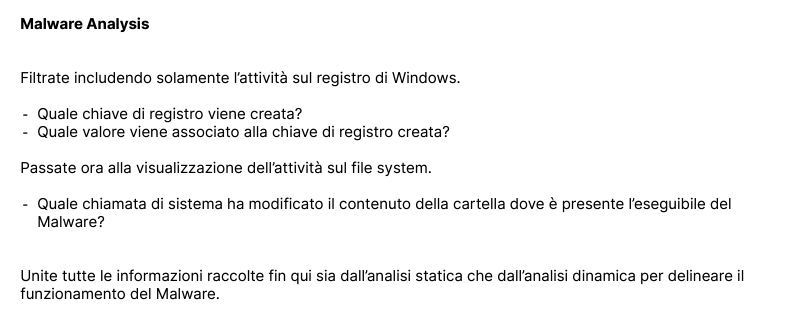 Malware Analysis
Filtrate includendo solamente l'attività sul registro di Windows.
- Quale chiave di registro viene creata?
- Quale valore viene associato alla chiave di registro creata?
Passate ora alla visualizzazione dell'attività sul file system.
- Quale chiamata di sistema ha modificato il contenuto della cartella dove è presente l'eseguibile del
Malware?
Unite tutte le informazioni raccolte fin qui sia dall'analisi statica che dall'analisi dinamica per delineare il
funzionamento del Malware.